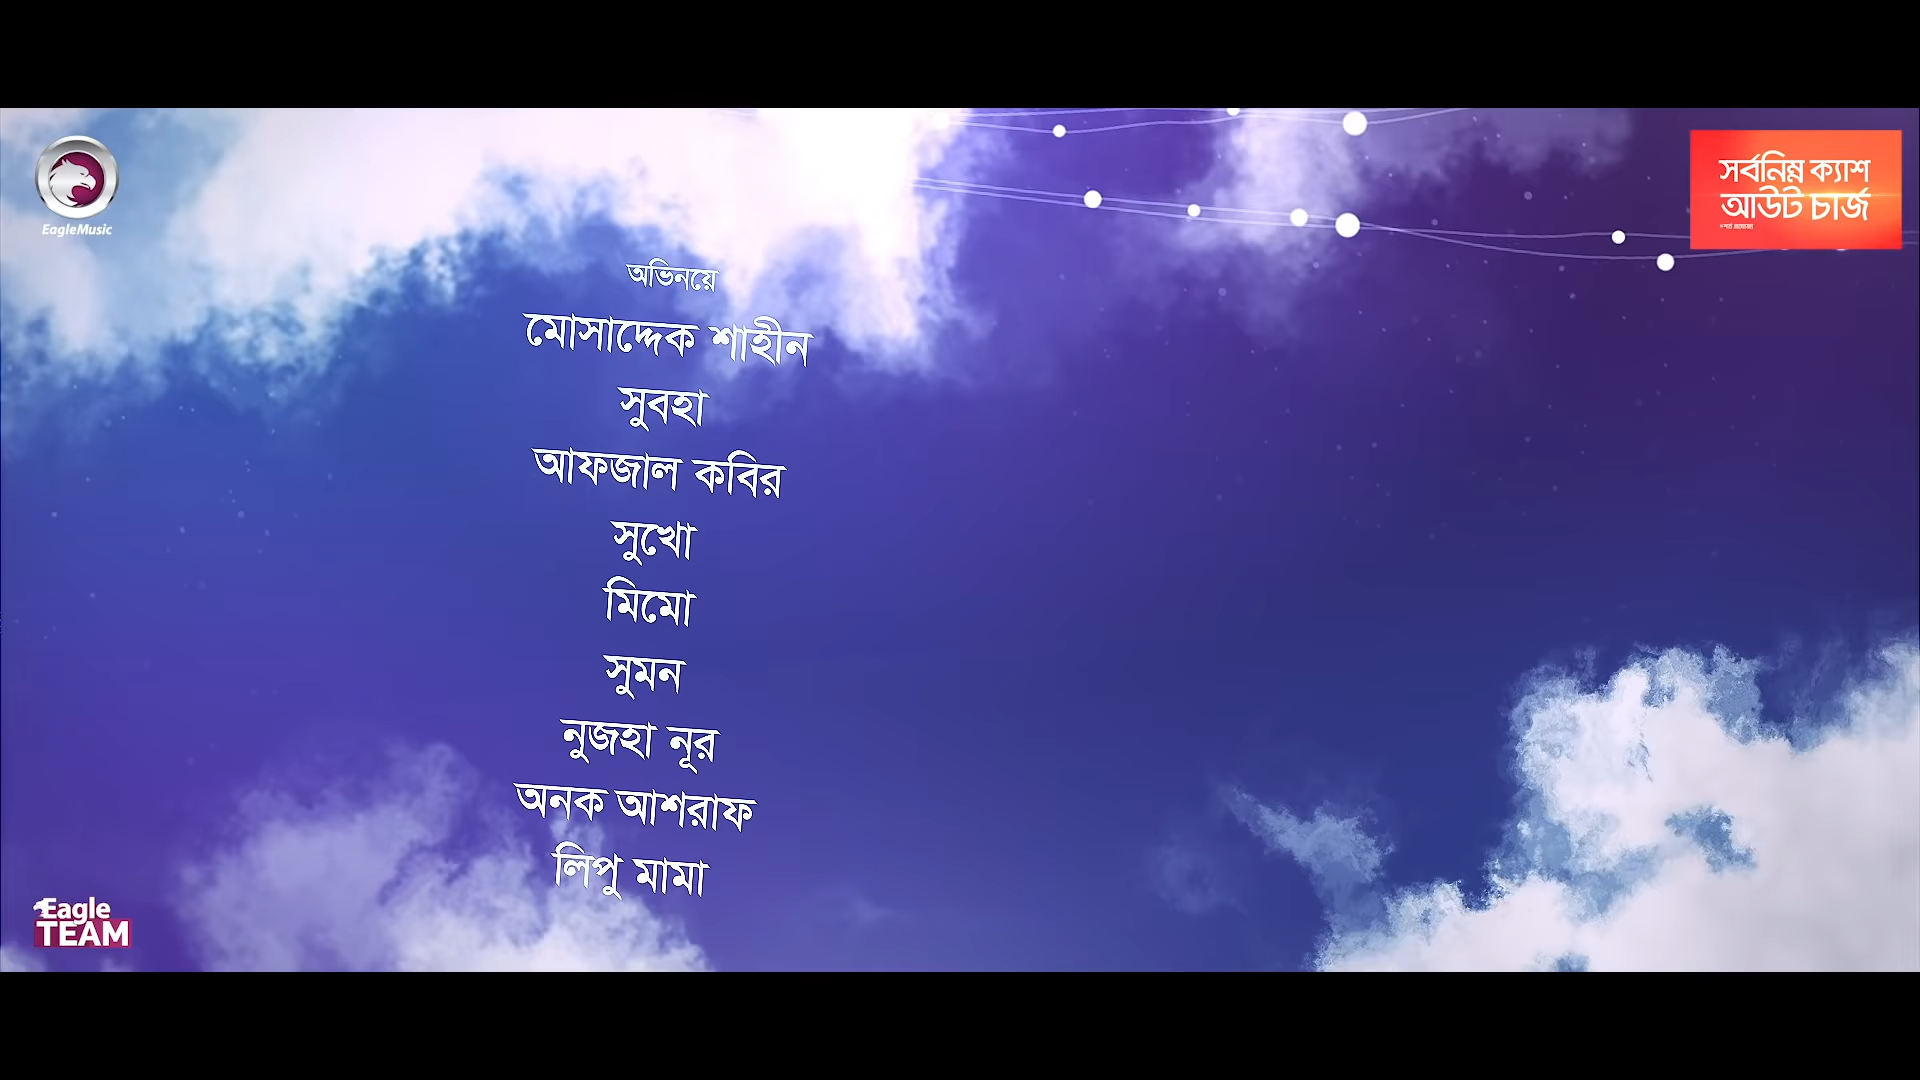 EagleMusic
সর্বনিম্ন ক্যাশ
আউট চার্জ
অভিনয়ে
মোসাদ্দেক শাহীন
সুবহা
আফজাল কবির
সুখো
মিমো
সুমন
নুজহা নূর
অনক আশরাফ
লিপু মামা
Eagle
TEAM